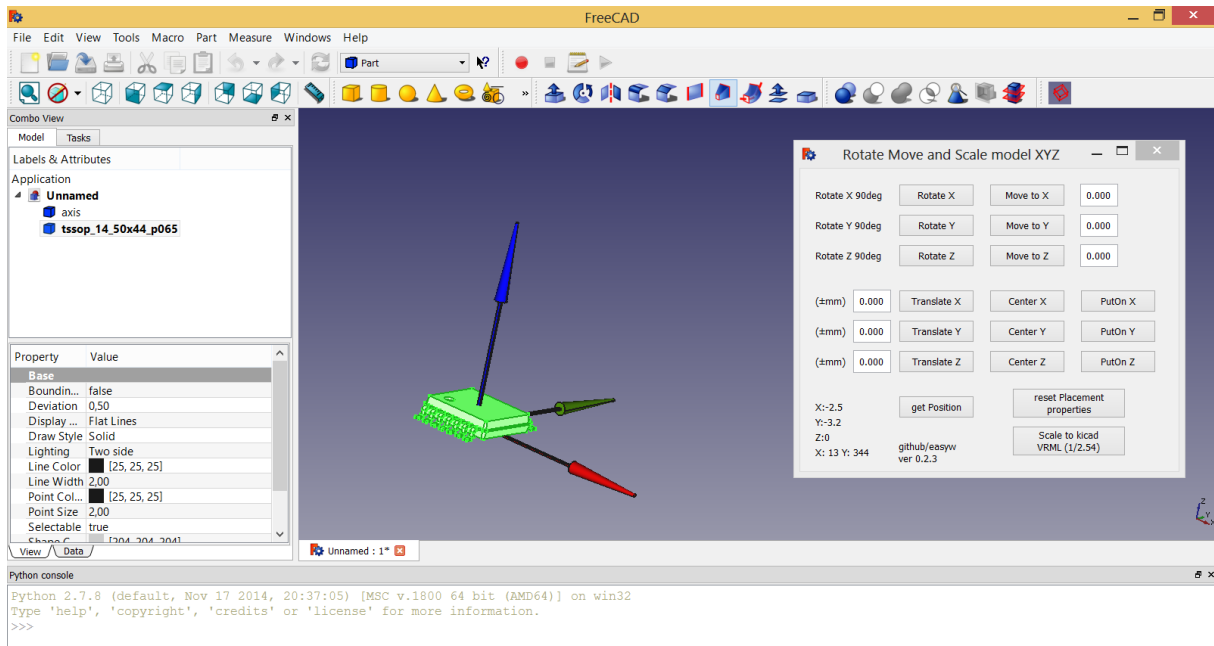 FreeCAD
File Edit View Tools Macro Part Measure Windows Help
Part
»
Combo View
Model Tasks
Labels & Attributes
Application
Unnamed
axis
tssop_14_50x44_p065
Property Value
Base
Boundin... false
Deviation 0,50
Display ... Flat Lines
Draw Style Solid
Lighting Two side
Line Color [25, 25, 25]
Line Width 2,00
Point Col... [25, 25, 25]
Point Size 2,00
Selectable true
Shape C... [204, 204, 204]
View Data
Rotate Move and Scale model XYZ
Rotate X 90deg Rotate X Move to X 0.000
Rotate Y 90deg Rotate Y Move to Y 0.000
Rotate Z 90deg Rotate Z Move to Z 0.000
(±mm) 0.000 Translate X Center X PutOn X
(±mm) 0.000 Translate Y Center Y PutOn Y
(±mm) 0.000 Translate Z Center Z PutOn Z
X:-2.5 get Position reset Placement
properties
Y:-3.2
Z:0 Scale to kicad
VRML (1/2.54)
X: 13 Y: 344 github/easyw
ver 0.2.3
Z
Y
X
Unnamed : 1*
Python console
Python 2.7.8 (default, Nov 17 2014, 20:37:05) [MSC v.1800 64 bit (AMD64)] on win32
Type 'help', 'copyright', 'credits' or 'license' for more information.
>>>